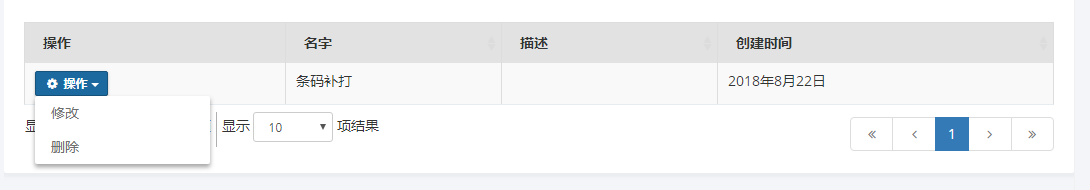 操作 名字 描述 创建时间
操作 条码补打 2018年8月22日
修改
显 显示 10 项结果 « ‹ 1 › »
删除